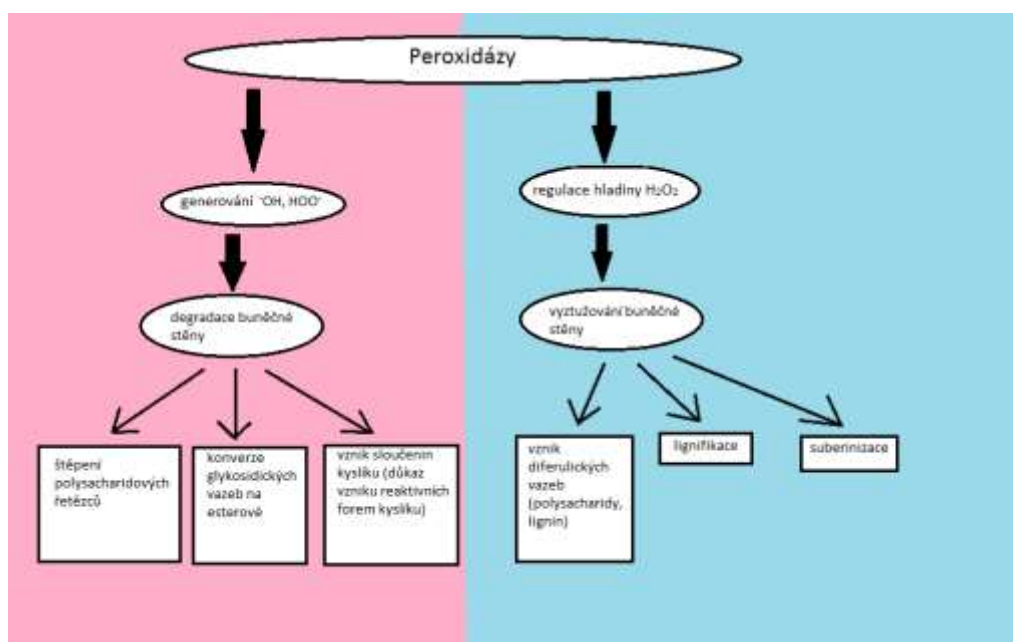 Peroxidázy
generování ·OH, HOO·
regulace hladiny H₂O₂
degradace buněčné
stěny
vyztužování buněčné
stěny
štěpení
polysacharidových
řetězců
konverze
glykosidických
vazeb na
esterové
vznik sloučenin
kyslíku (důkaz
vzniku reaktivních
forem kyslíku)
vznik
diferulických
vazeb
(polysacharidy,
lignin)
lignifikace
suberinizace